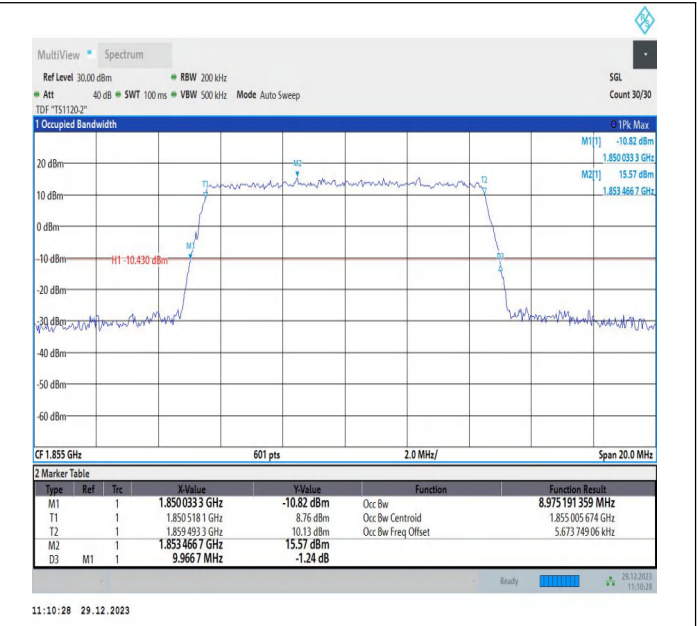 MultiView Spectrum
Ref Level 30.00 dBm RBW 200 kHz SGL
Att 40 dB SWT 100 ms VBW 500 kHz Mode Auto Sweep Count 30/30
TDF "TS1120-2"
1 Occupied Bandwidth 1Pk Max
M1[1] -10.82 dBm
1.850 033 3 GHz
M2[1] 15.57 dBm
1.853 466 7 GHz
20 dBm
M2
T1
T2
10 dBm
0 dBm
M1
D3
-10 dBm
H1 -10.430 dBm
-20 dBm
-30 dBm
-40 dBm
-50 dBm
-60 dBm
CF 1.855 GHz 601 pts 2.0 MHz/ Span 20.0 MHz
2 Marker Table
Type Ref Trc X-Value Y-Value Function Function Result
M1 1 1.850 033 3 GHz -10.82 dBm Occ Bw 8.975 191 359 MHz
T1 1 1.850 518 1 GHz 8.76 dBm Occ Bw Centroid 1.855 005 674 GHz
T2 1 1.859 493 3 GHz 10.13 dBm Occ Bw Freq Offset 5.673 749 06 kHz
M2 1 1.853 466 7 GHz 15.57 dBm
D3 M1 1 9.966 7 MHz -1.24 dB
Ready 29.12.2023
11:10:28
11:10:28 29.12.2023